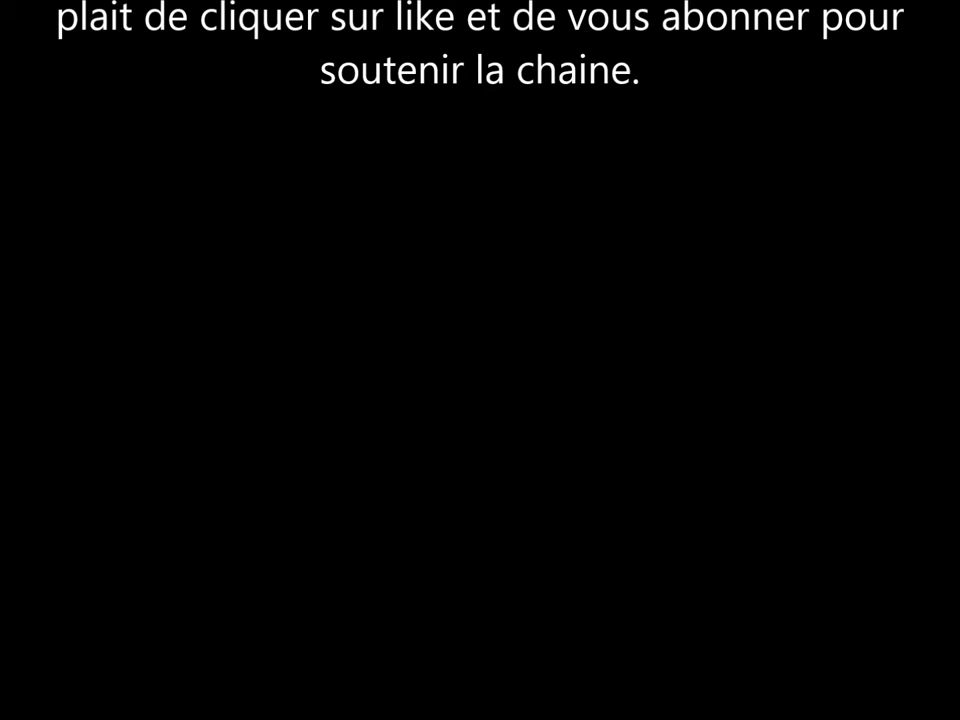 plait de cliquer sur like et de vous abonner pour
soutenir la chaine.